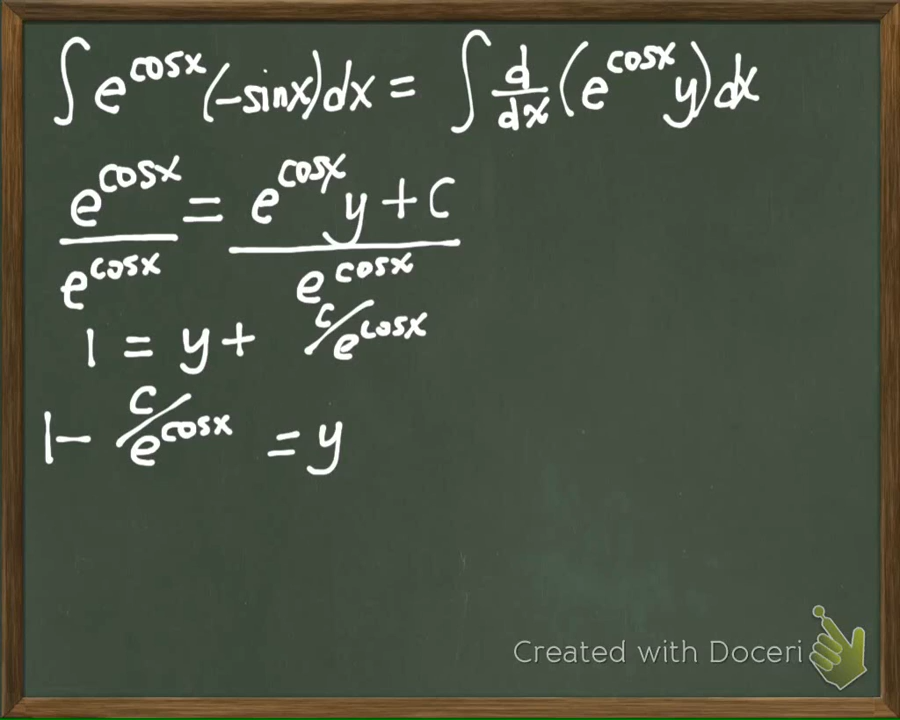 ∫ e^cosx (-sinx)dx = ∫ d/dx (e^cosx y)dx
e^cosx / e^cosx = (e^cosx y + C) / e^cosx
1 = y + c/e^cosx
1 - c/e^cosx = y
Created with Doceri